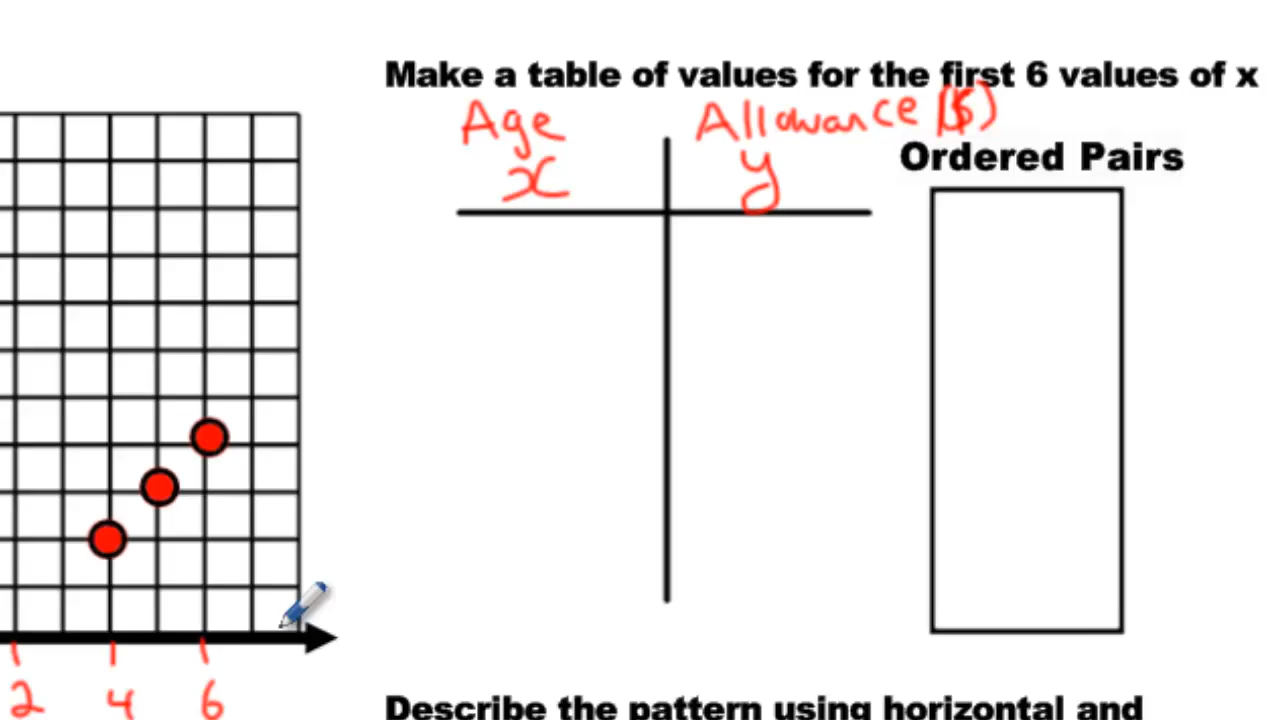 Make a table of values for the first 6 values of x
Age Allowance ($)
x y
Ordered Pairs
2 4 6
Describe the pattern using horizontal and